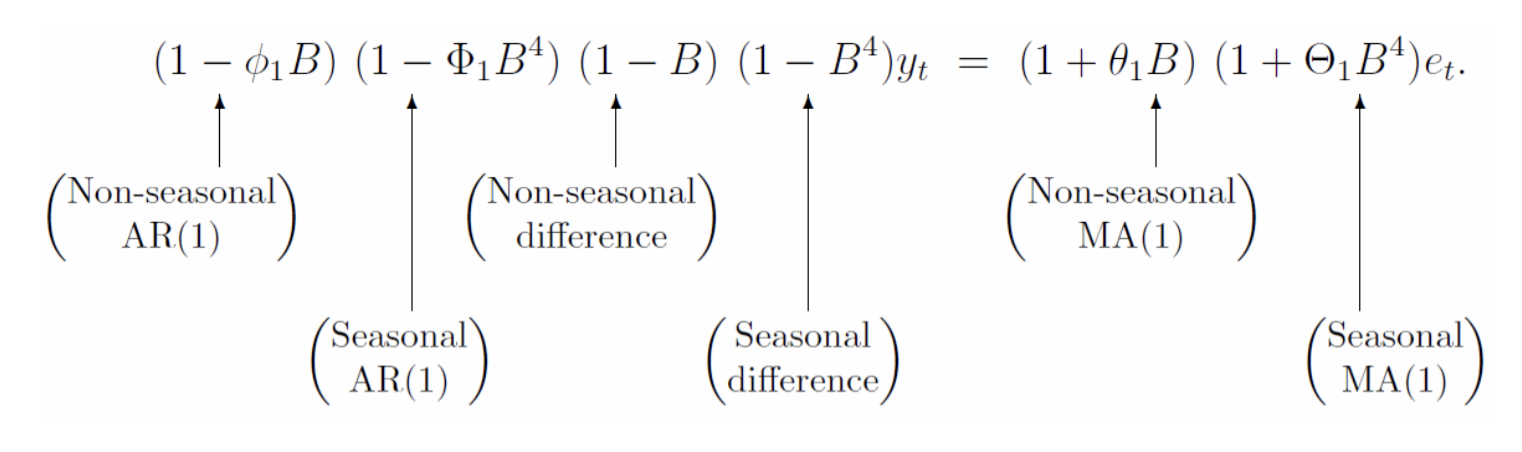 (1 − ϕ₁B) (1 − Φ₁B⁴) (1 − B) (1 − B⁴)yₜ = (1 + θ₁B) (1 + Θ₁B⁴)eₜ.
(Non-seasonal
AR(1))
(Non-seasonal
difference)
(Non-seasonal
MA(1))
(Seasonal
AR(1))
(Seasonal
difference)
(Seasonal
MA(1))